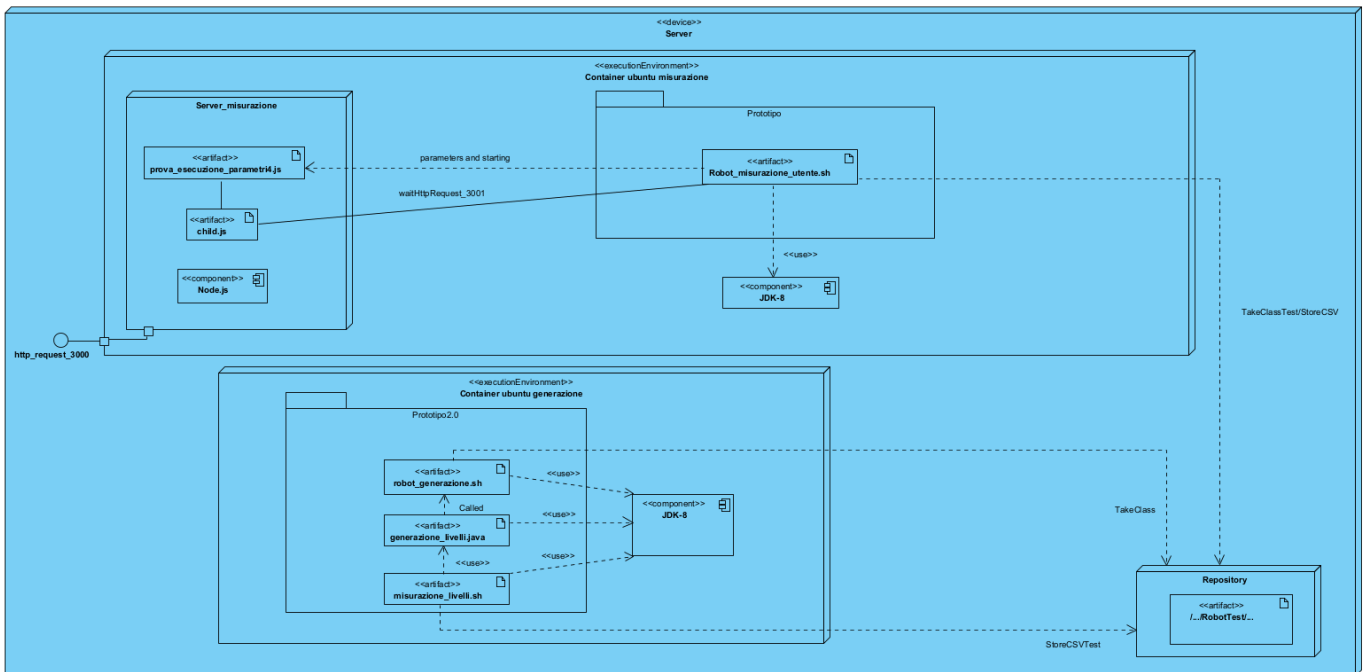 <<device>>
Server
<<executionEnvironment>>
Container ubuntu misurazione
Server_misurazione
<<artifact>>
prova_esecuzione_parametri4.js
<<artifact>>
child.js
<<component>>
Node.js
http_request_3000
parameters and starting
waitHttpRequest_3001
Prototipo
<<artifact>>
Robot_misurazione_utente.sh
<<use>>
<<component>>
JDK-8
TakeClassTest/StoreCSV
<<executionEnvironment>>
Container ubuntu generazione
Prototipo2.0
<<artifact>>
robot_generazione.sh
Called
<<artifact>>
generazione_livelli.java
<<use>>
<<artifact>>
misurazione_livelli.sh
<<use>>
<<use>>
<<use>>
<<component>>
JDK-8
TakeClass
StoreCSVTest
Repository
<<artifact>>
/.../RobotTest/...